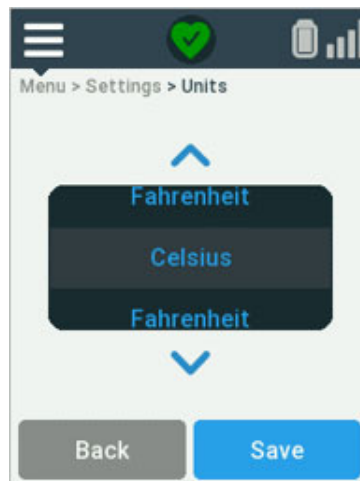 Menu > Settings > Units
Fahrenheit
Celsius
Fahrenheit
Back
Save